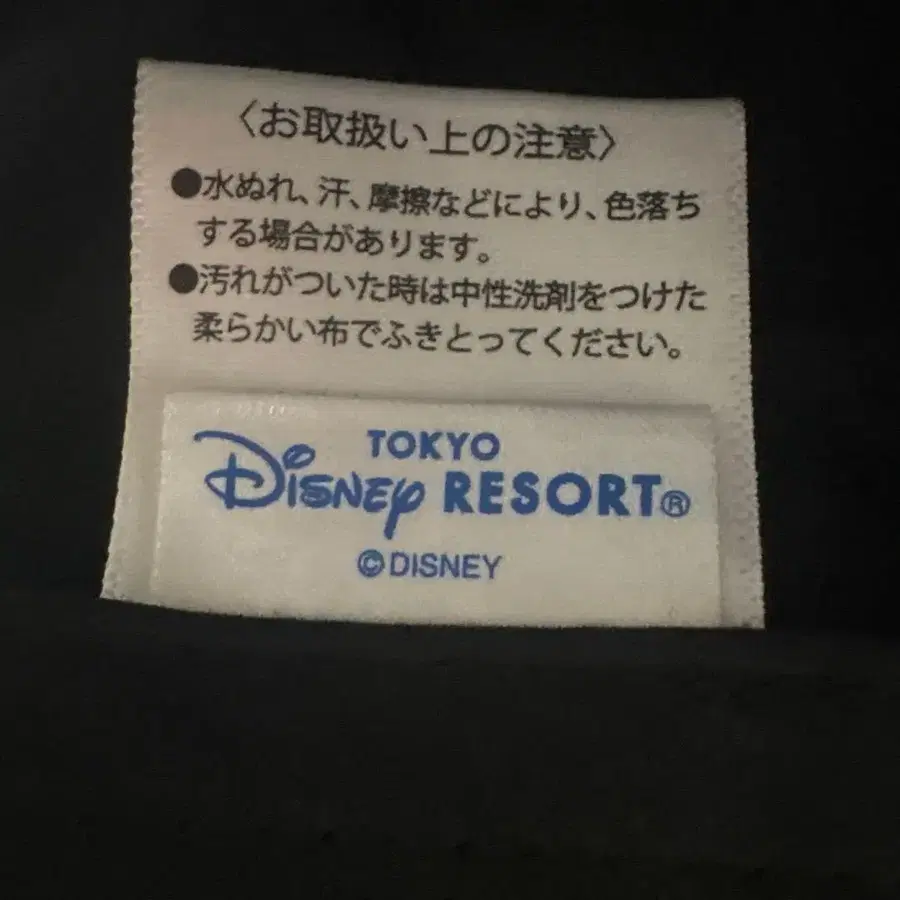 〈お取扱い上の注意〉
●水ぬれ、汗、摩擦などにより、色落ち
する場合があります。
●汚れがついた時は中性洗剤をつけた
柔らかい布でふきとってください。
TOKYO
Disney RESORT®
©DISNEY